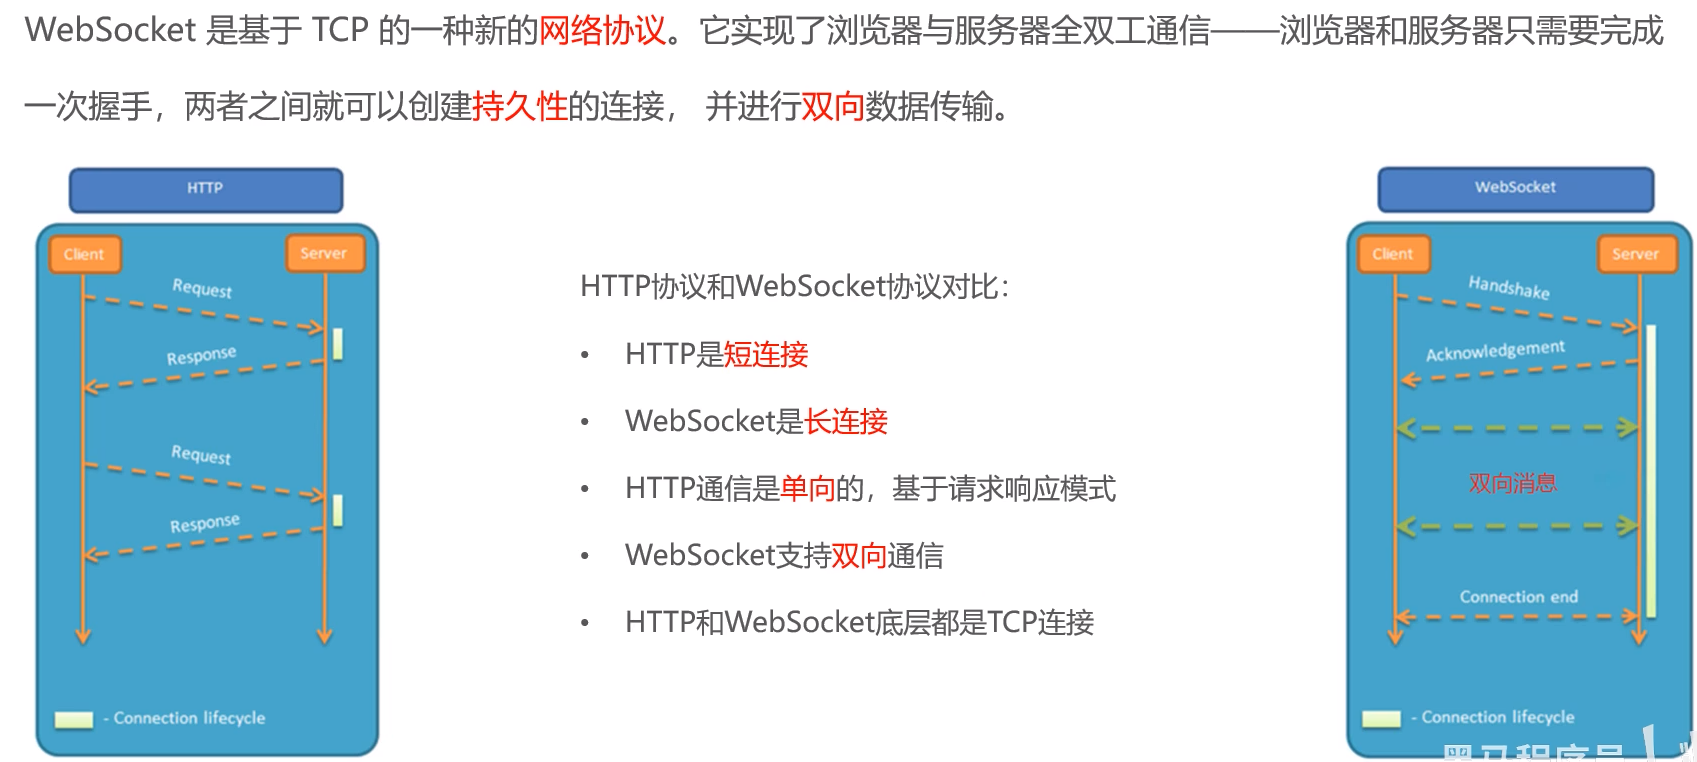 WebSocket 是基于 TCP 的一种新的网络协议。它实现了浏览器与服务器全双工通信——浏览器和服务器只需要完成
一次握手，两者之间就可以创建持久性的连接， 并进行双向数据传输。
HTTP
Client
Server
Request
Response
Request
Response
- Connection lifecycle
HTTP协议和WebSocket协议对比：
• HTTP是短连接
• WebSocket是长连接
• HTTP通信是单向的，基于请求响应模式
• WebSocket支持双向通信
• HTTP和WebSocket底层都是TCP连接
WebSocket
Client
Server
Handshake
Acknowledgement
双向消息
Connection end
- Connection lifecycle
黑马程序员